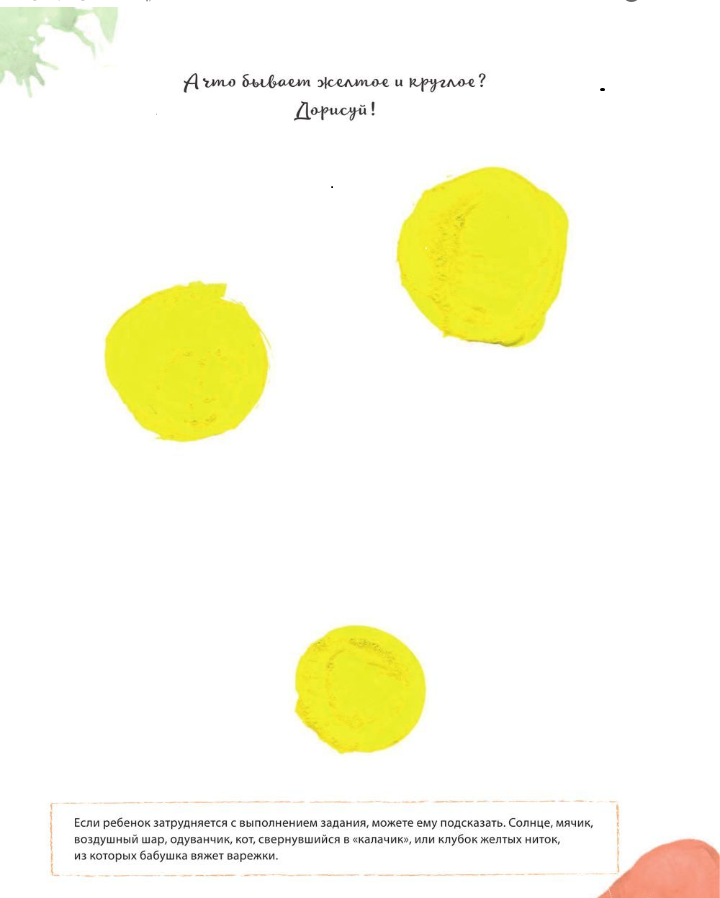 А что бывает желтое и круглое?
Дорисуй!
Если ребенок затрудняется с выполнением задания, можете ему подсказать. Солнце, мячик,
воздушный шар, одуванчик, кот, свернувшийся в «калачик», или клубок желтых ниток,
из которых бабушка вяжет варежки.